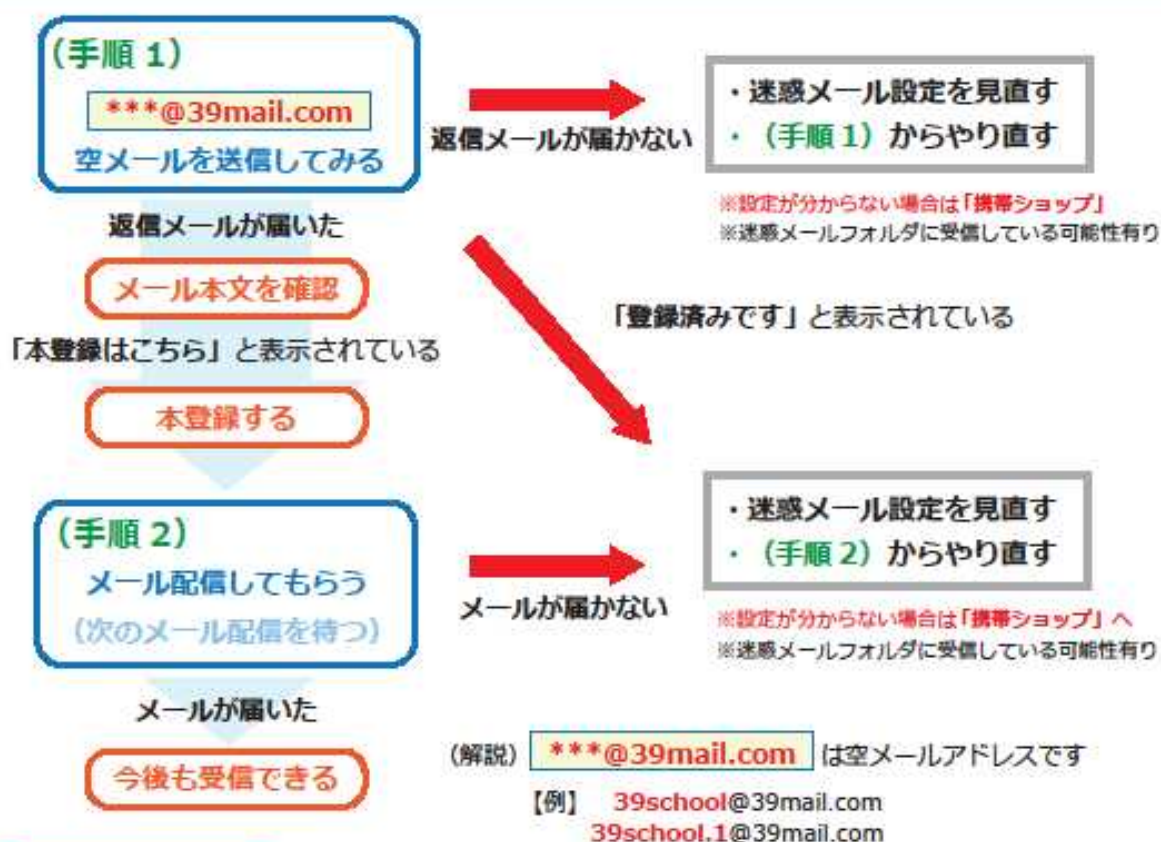 （手順 1）
***@39mail.com
空メールを送信してみる
返信メールが届かない
・迷惑メール設定を見直す
・（手順 1）からやり直す
※設定が分からない場合は「携帯ショップ」
※迷惑メールフォルダに受信している可能性有り
返信メールが届いた
メール本文を確認
「本登録はこちら」と表示されている
本登録する
「登録済みです」と表示されている
（手順 2）
メール配信してもらう
（次のメール配信を待つ）
メールが届かない
・迷惑メール設定を見直す
・（手順 2）からやり直す
※設定が分からない場合は「携帯ショップ」へ
※迷惑メールフォルダに受信している可能性有り
メールが届いた
今後も受信できる
（解説） ***@39mail.com は空メールアドレスです
【例】 39school@39mail.com
39school.1@39mail.com